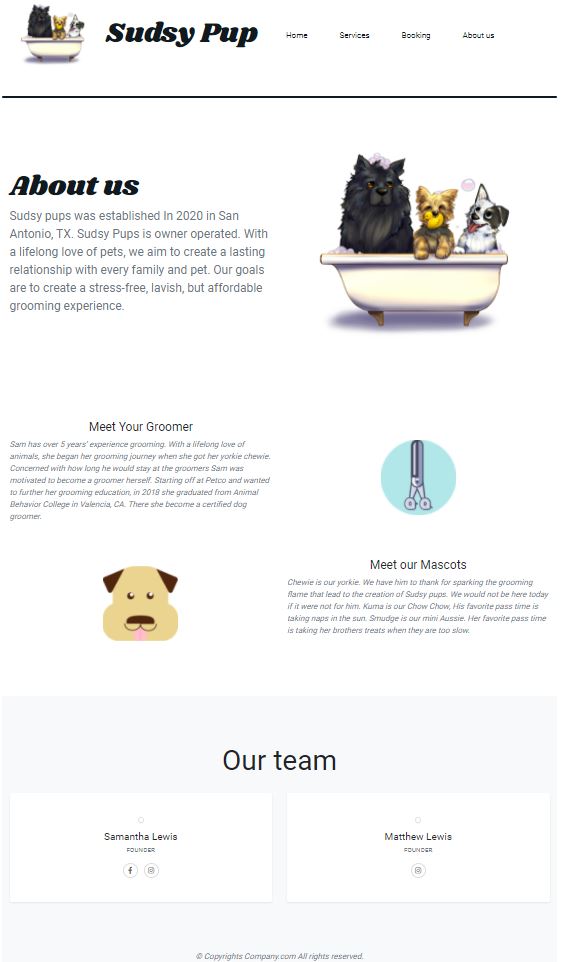 Sudsy Pup
Home Services Booking About us
About us
Sudsy pups was established In 2020 in San
Antonio, TX. Sudsy Pups is owner operated. With
a lifelong love of pets, we aim to create a lasting
relationship with every family and pet. Our goals
are to create a stress-free, lavish, but affordable
grooming experience.
Meet Your Groomer
Sam has over 5 years' experience grooming. With a lifelong love of
animals, she began her grooming journey when she got her yorkie chewie.
Concerned with how long he would stay at the groomers Sam was
motivated to become a groomer herself. Starting off at Petco and wanted
to further her grooming education, in 2018 she graduated from Animal
Behavior College in Valencia, CA. There she become a certified dog
groomer.
Meet our Mascots
Chewie is our yorkie. We have him to thank for sparking the grooming
flame that lead to the creation of Sudsy pups. We would not be here today
if it were not for him. Kuma is our Chow Chow, His favorite pass time is
taking naps in the sun. Smudge is our mini Aussie. Her favorite pass time
is taking her brothers treats when they are too slow.
Our team
Samantha Lewis
FOUNDER
Matthew Lewis
FOUNDER
© Copyrights Company.com All rights reserved.